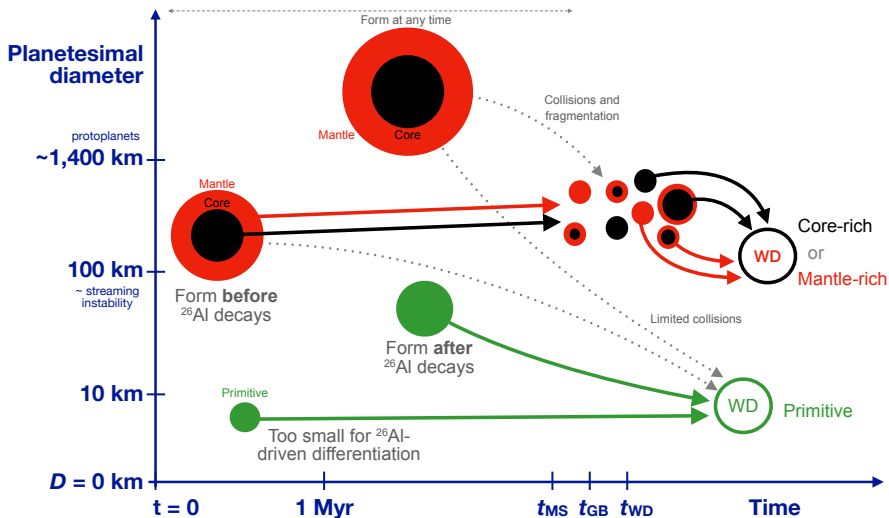 Form at any time
Planetesimal
diameter
Collisions and
fragmentation
Mantle
Core
protoplanets
~1,400 km
Mantle
Core
Core-rich
or
Mantle-rich
WD
100 km
~ streaming
instability
Form before
²⁶Al decays
Limited collisions
Form after
²⁶Al decays
10 km
Primitive
WD
Primitive
Too small for ²⁶Al-
driven differentiation
D = 0 km
t = 0
1 Myr
tMS
tGB
tWD
Time